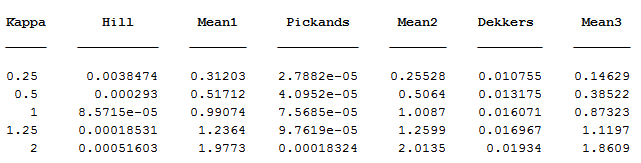 Kappa Hill Mean1 Pickands Mean2 Dekkers Mean3
0.25 0.0038474 0.31203 2.7882e-05 0.25528 0.010755 0.14629
0.5 0.000293 0.51712 4.0952e-05 0.5064 0.013175 0.38522
1 8.5715e-05 0.99074 7.5685e-05 1.0087 0.016071 0.87323
1.25 0.00018531 1.2364 9.7619e-05 1.2599 0.016967 1.1197
2 0.00051603 1.9773 0.00018324 2.0135 0.01934 1.8609